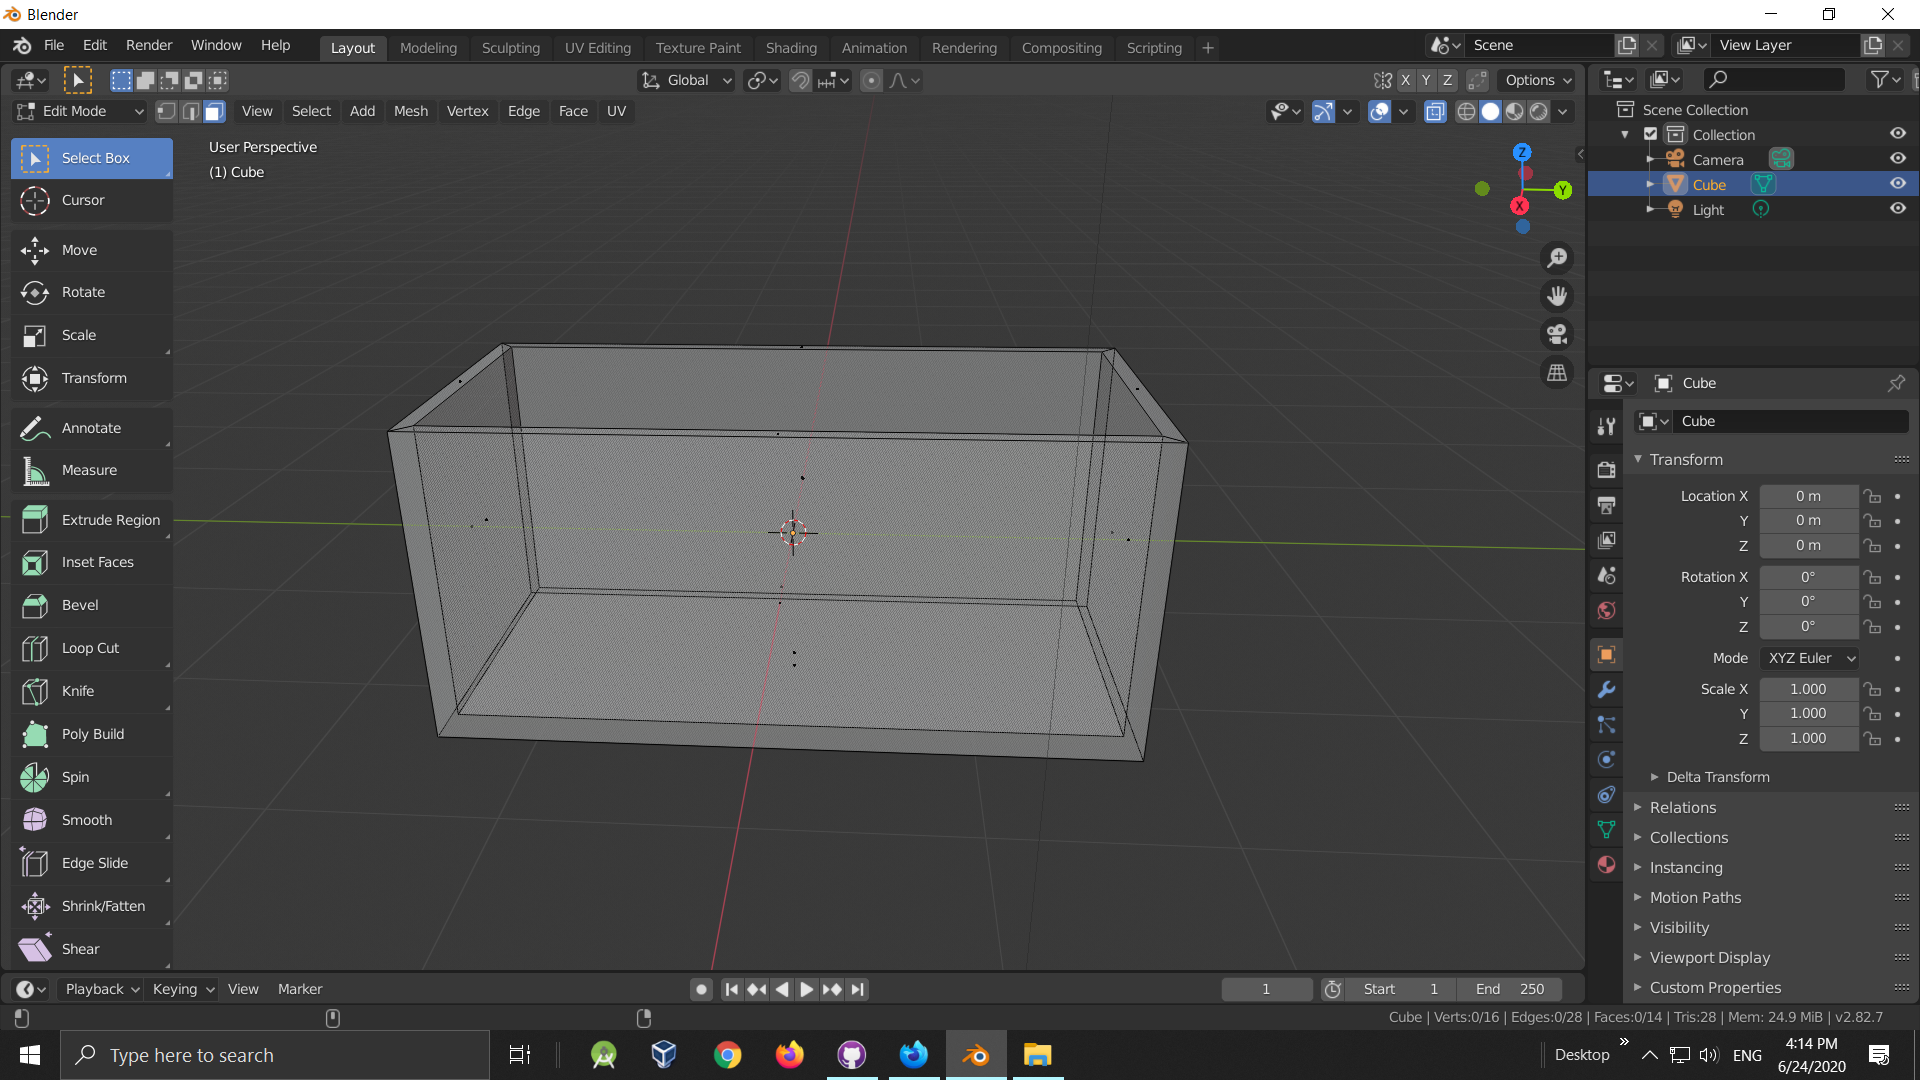 Blender
File Edit Render Window Help Layout Modeling Sculpting UV Editing Texture Paint Shading Animation Rendering Compositing Scripting + Scene View Layer
Global X Y Z Options
Edit Mode View Select Add Mesh Vertex Edge Face UV
Scene Collection
Collection
Camera
Cube
Light
Select Box
Cursor
Move
Rotate
Scale
Transform
Annotate
Measure
Extrude Region
Inset Faces
Bevel
Loop Cut
Knife
Poly Build
Spin
Smooth
Edge Slide
Shrink/Fatten
Shear
User Perspective
(1) Cube
Z
Y
X
Cube
Cube
Transform
Location X 0 m
Y 0 m
Z 0 m
Rotation X 0°
Y 0°
Z 0°
Mode XYZ Euler
Scale X 1.000
Y 1.000
Z 1.000
Delta Transform
Relations
Collections
Instancing
Motion Paths
Visibility
Viewport Display
Custom Properties
Playback Keying View Marker 1 Start 1 End 250
Cube | Verts:0/16 | Edges:0/28 | Faces:0/14 | Tris:28 | Mem: 24.9 MiB | v2.82.7
Type here to search
Desktop » ENG
4:14 PM
6/24/2020